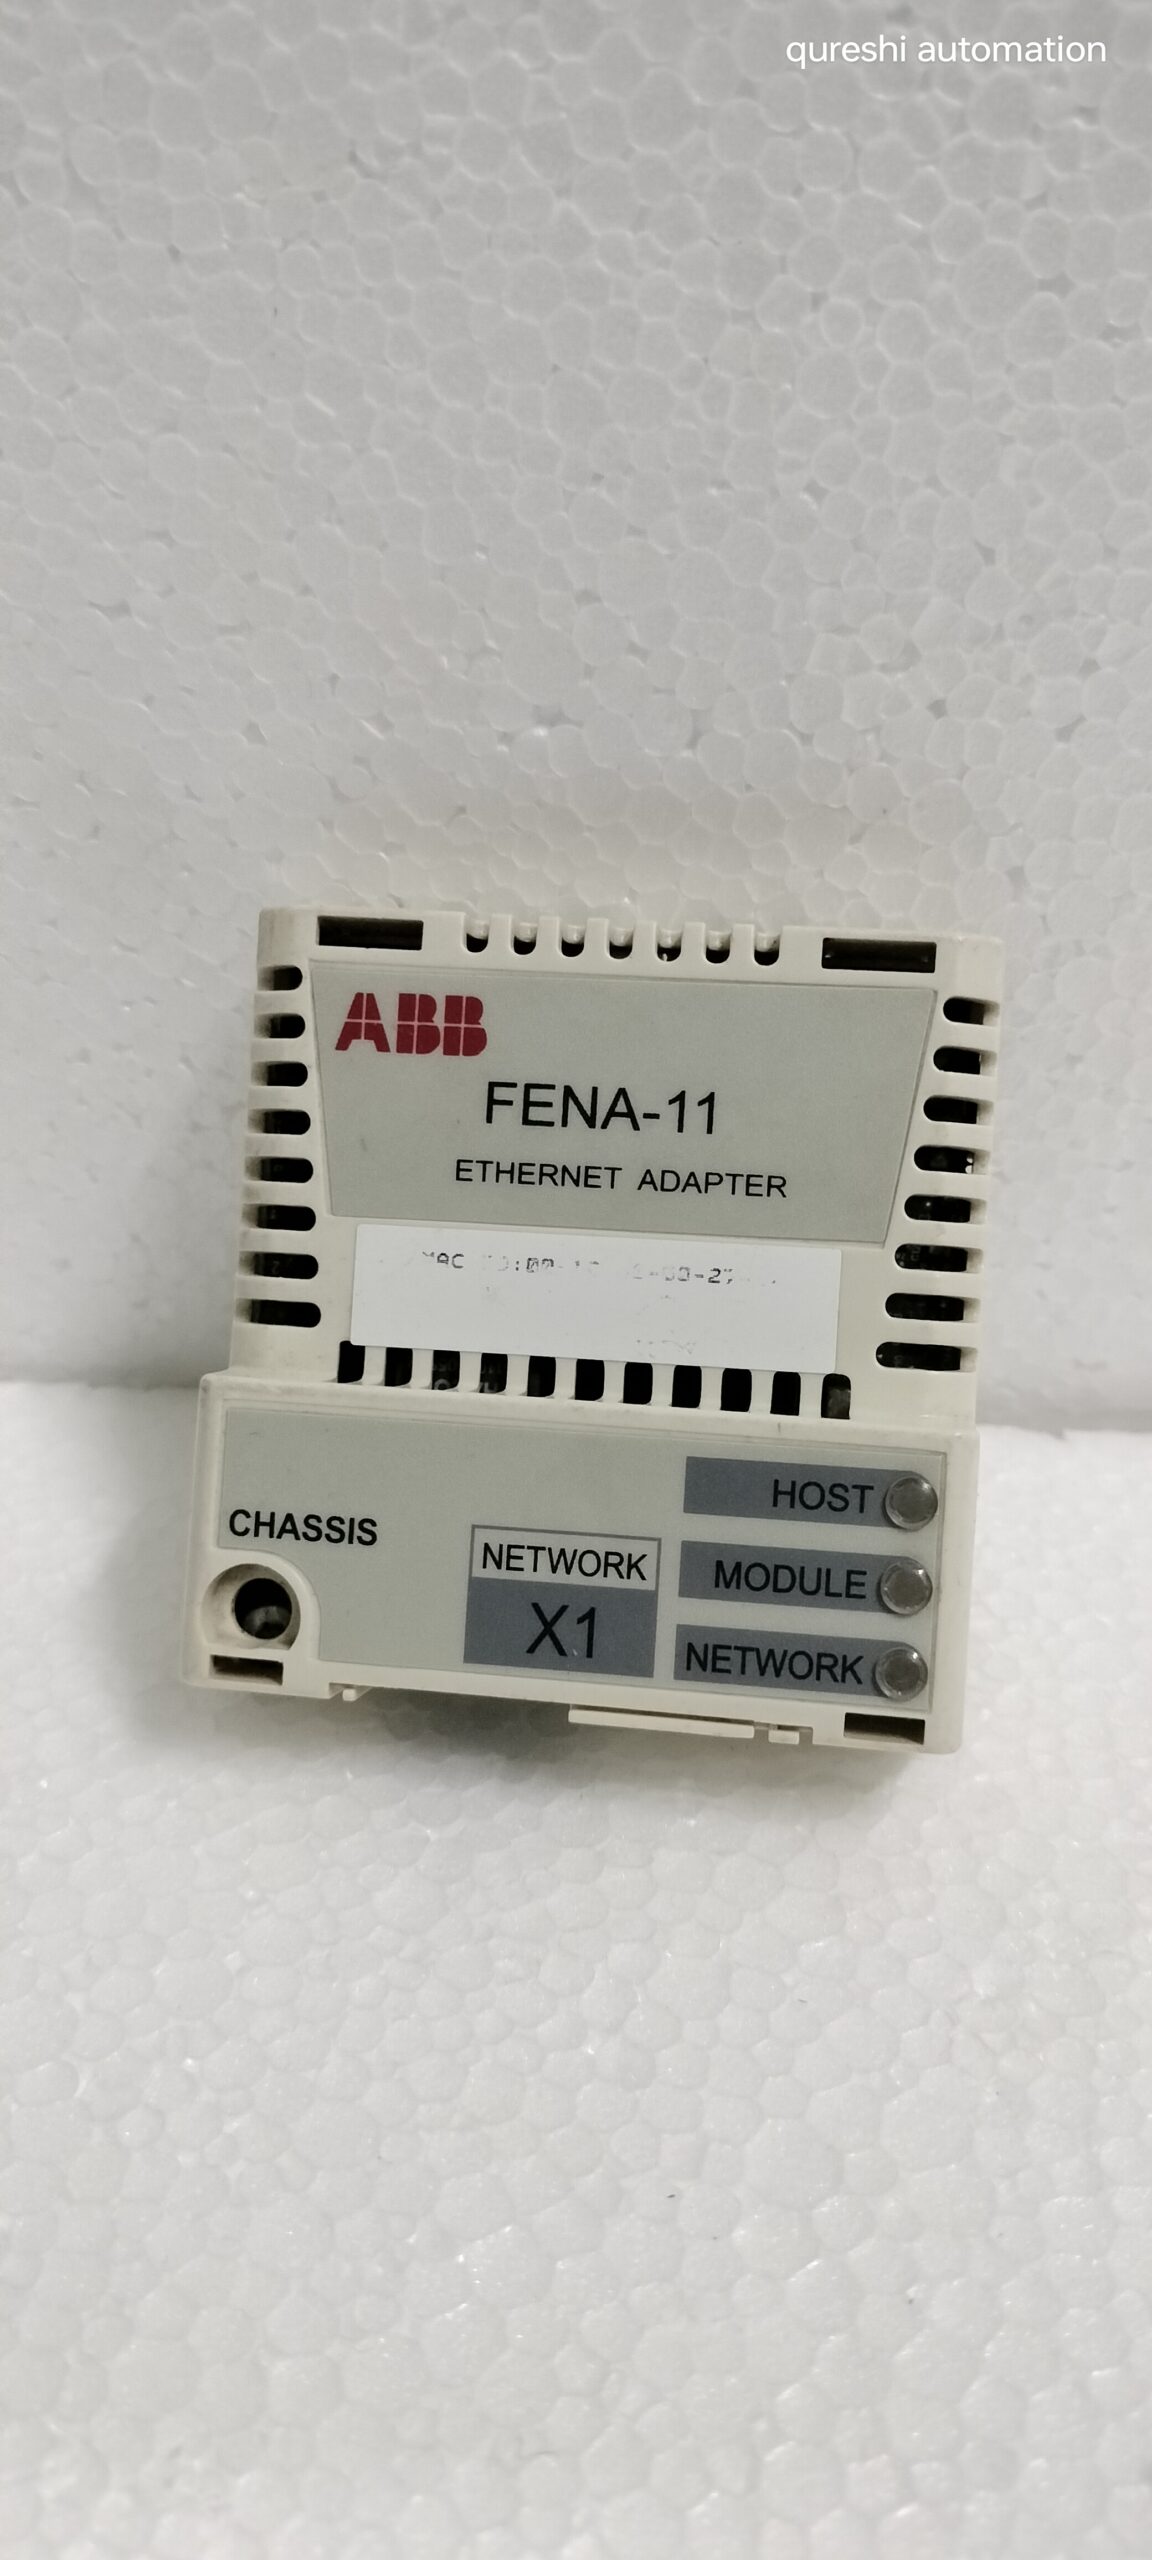 qureshi automation
ABB
FENA-11
ETHERNET ADAPTER
CHASSIS
NETWORK
X1
HOST
MODULE
NETWORK